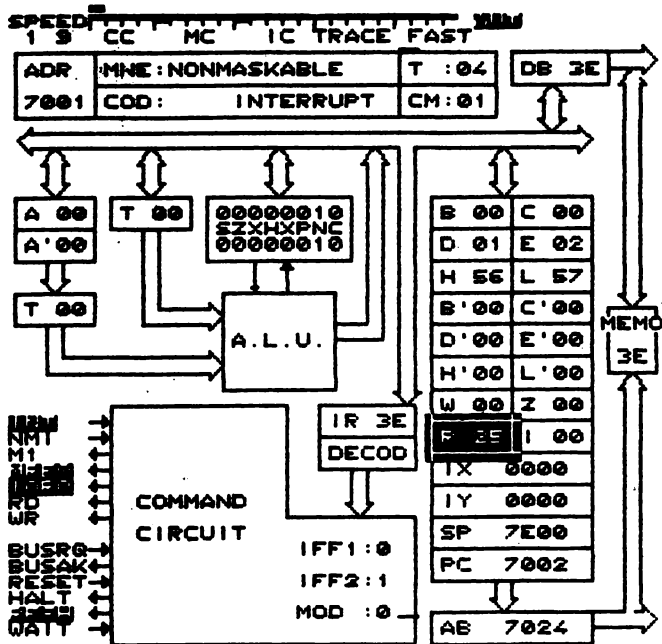 SPEED
1 9 CC MC IC TRACE FAST
ADR MNE:NONMASKABLE T :04
7001 COD: INTERRUPT CM:01
DB 3E
A 00
A'00
T 00
T 00
00000010
SZXHXPNC
00000010
A.L.U.
B 00 C 00
D 01 E 02
H 56 L 57
B'00 C'00
D'00 E'00
H'00 L'00
W 00 Z 00
I 00
IX 0000
IY 0000
SP 7E00
PC 7002
AB 7024
MEMO
3E
IR 3E
DECOD
COMMAND
CIRCUIT
IFF1:0
IFF2:1
MOD :0
NMI
M1
RD
WR
BUSRQ
BUSAK
RESET
HALT
WATT